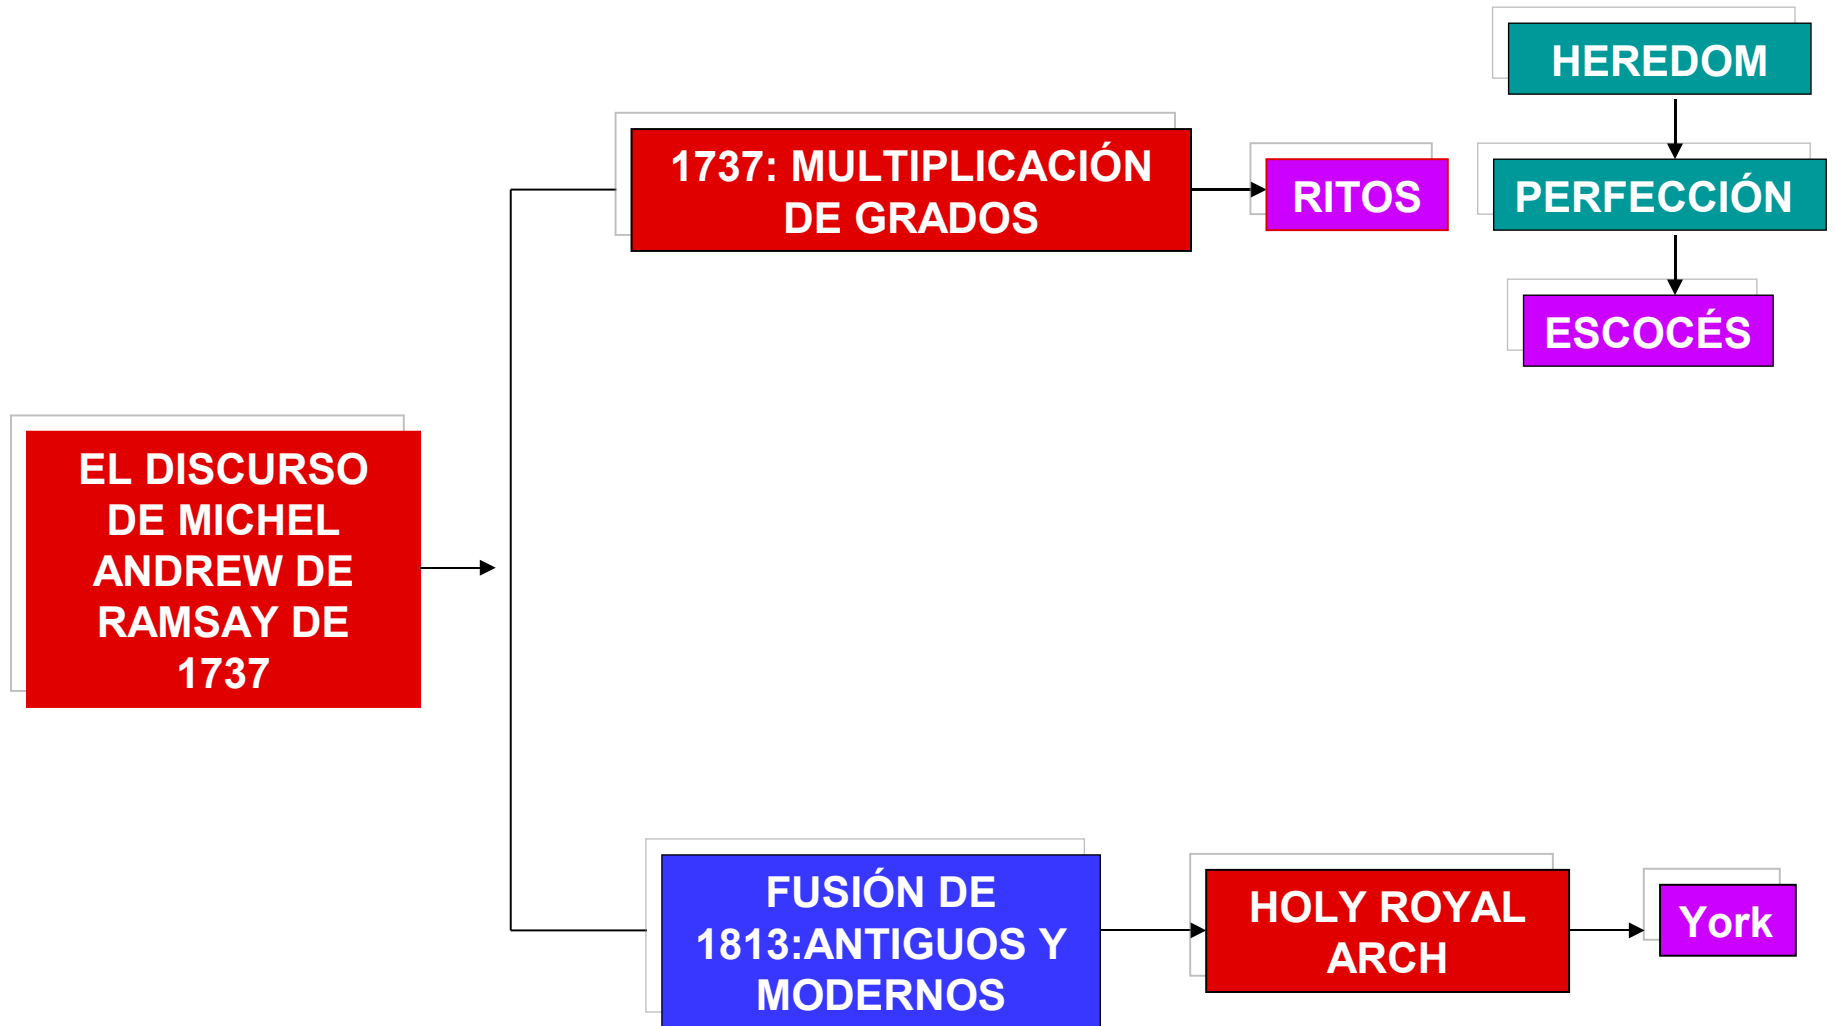 HEREDOM
1737: MULTIPLICACIÓN
DE GRADOS
RITOS
PERFECCIÓN
ESCOCÉS
EL DISCURSO
DE MICHEL
ANDREW DE
RAMSAY DE
1737
FUSIÓN DE
1813:ANTIGUOS Y
MODERNOS
HOLY ROYAL
ARCH
York